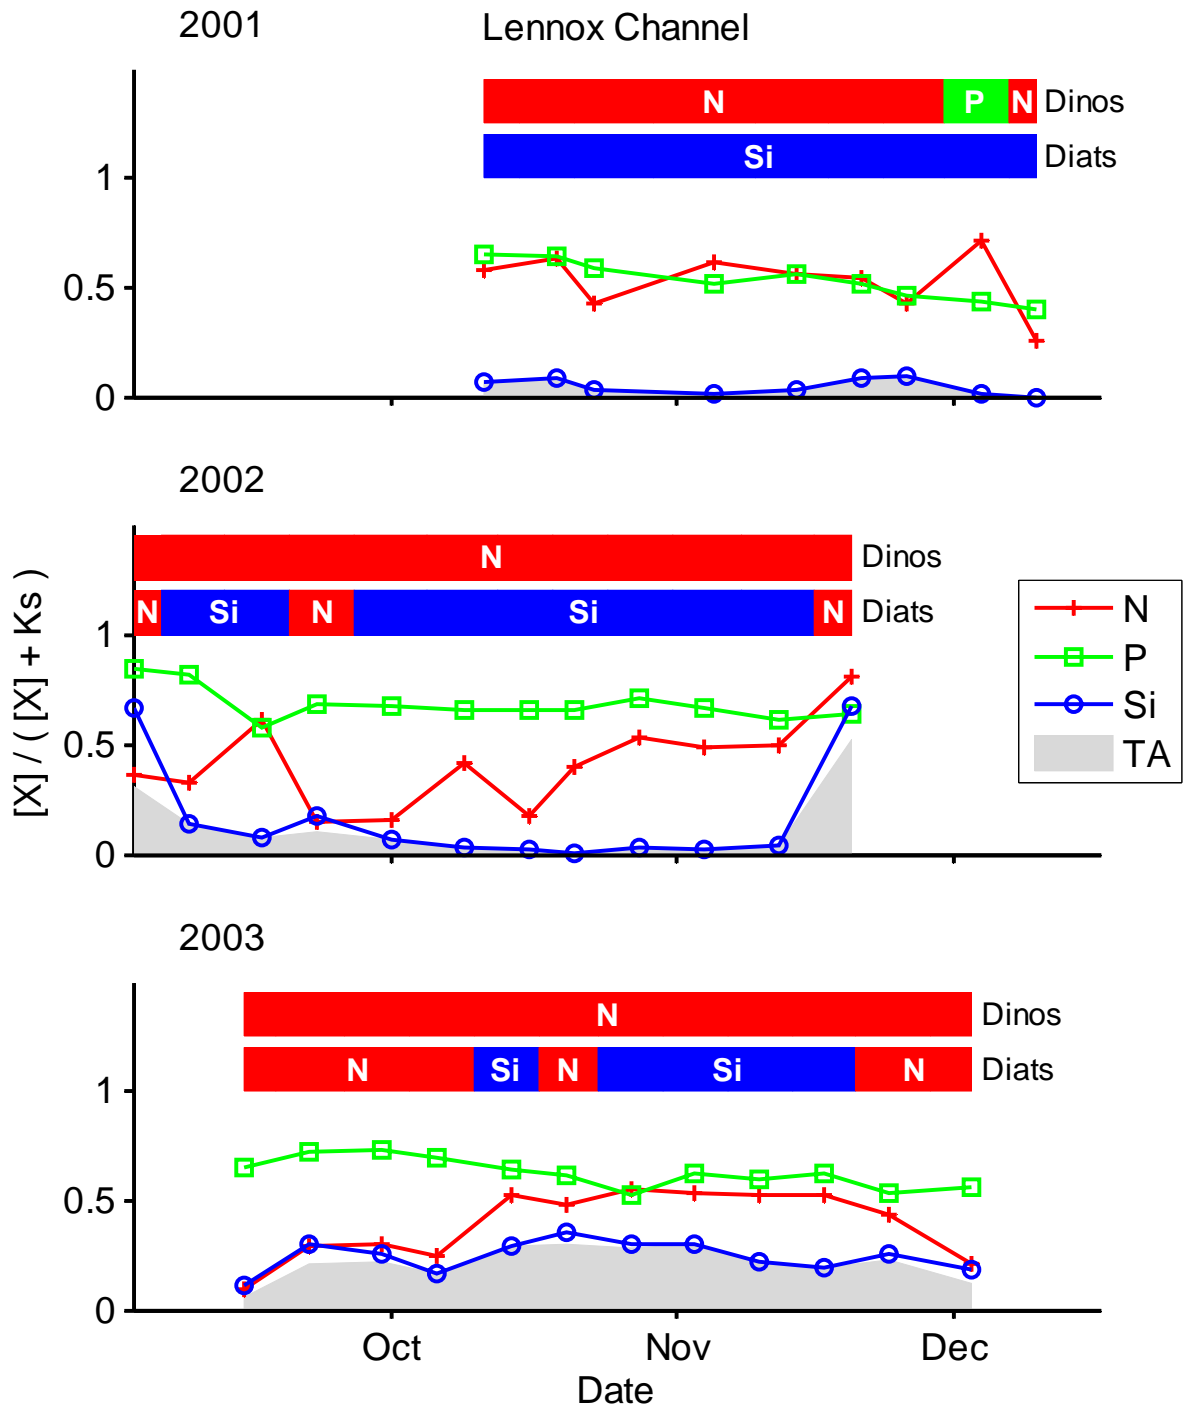 2001 Lennox Channel
N P N Dinos
Si Diats
1
0.5
0
2002
N Dinos
N Si N Si N Diats
1
0.5
0
[X] / ( [X] + Ks )
N
P
Si
TA
2003
N Dinos
N Si N Si N Diats
1
0.5
0
Oct Nov Dec
Date